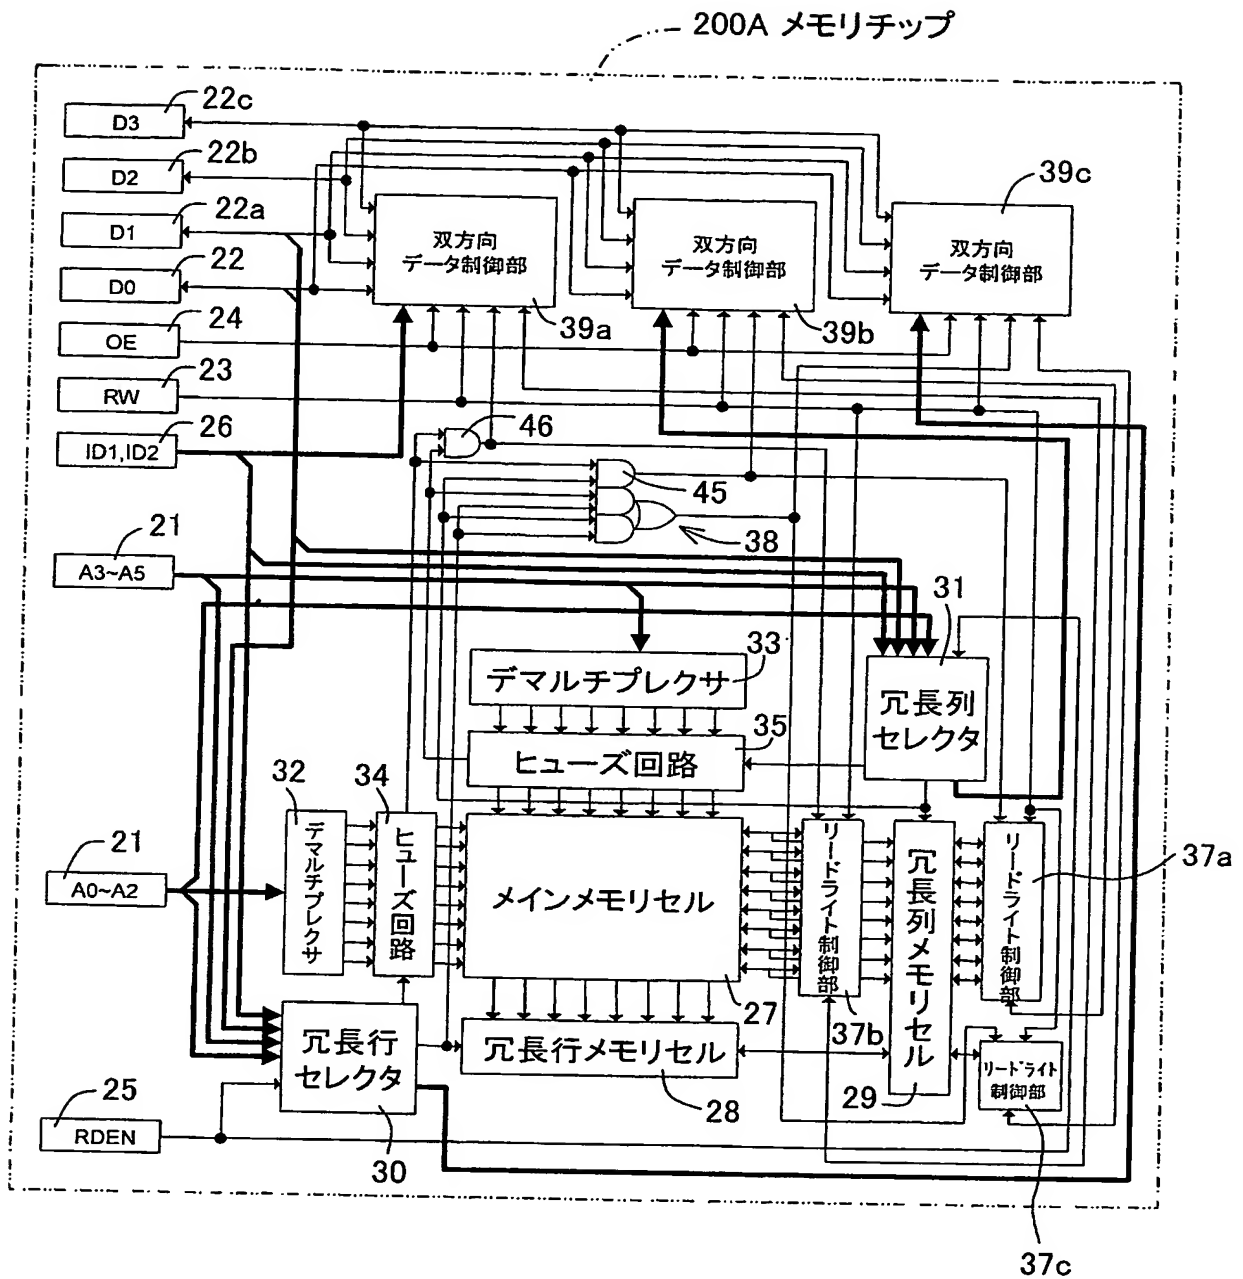 200A メモリチップ
22c
D3
22b
D2
22a
D1
22
D0
24
OE
23
RW
26
ID1,ID2
21
A3~A5
双方向
データ制御部
39a
双方向
データ制御部
39b
39c
双方向
データ制御部
46
45
38
31
冗長列
セレクタ
33
デマルチプレクサ
35
ヒューズ回路
32
デマルチプレクサ
34
ヒューズ回路
21
A0~A2
メインメモリセル
27
リードライト制御部
37b
冗長列メモリセル
29
リードライト制御部
37a
冗長行
セレクタ
30
冗長行メモリセル
28
リードライト
制御部
37c
25
RDEN